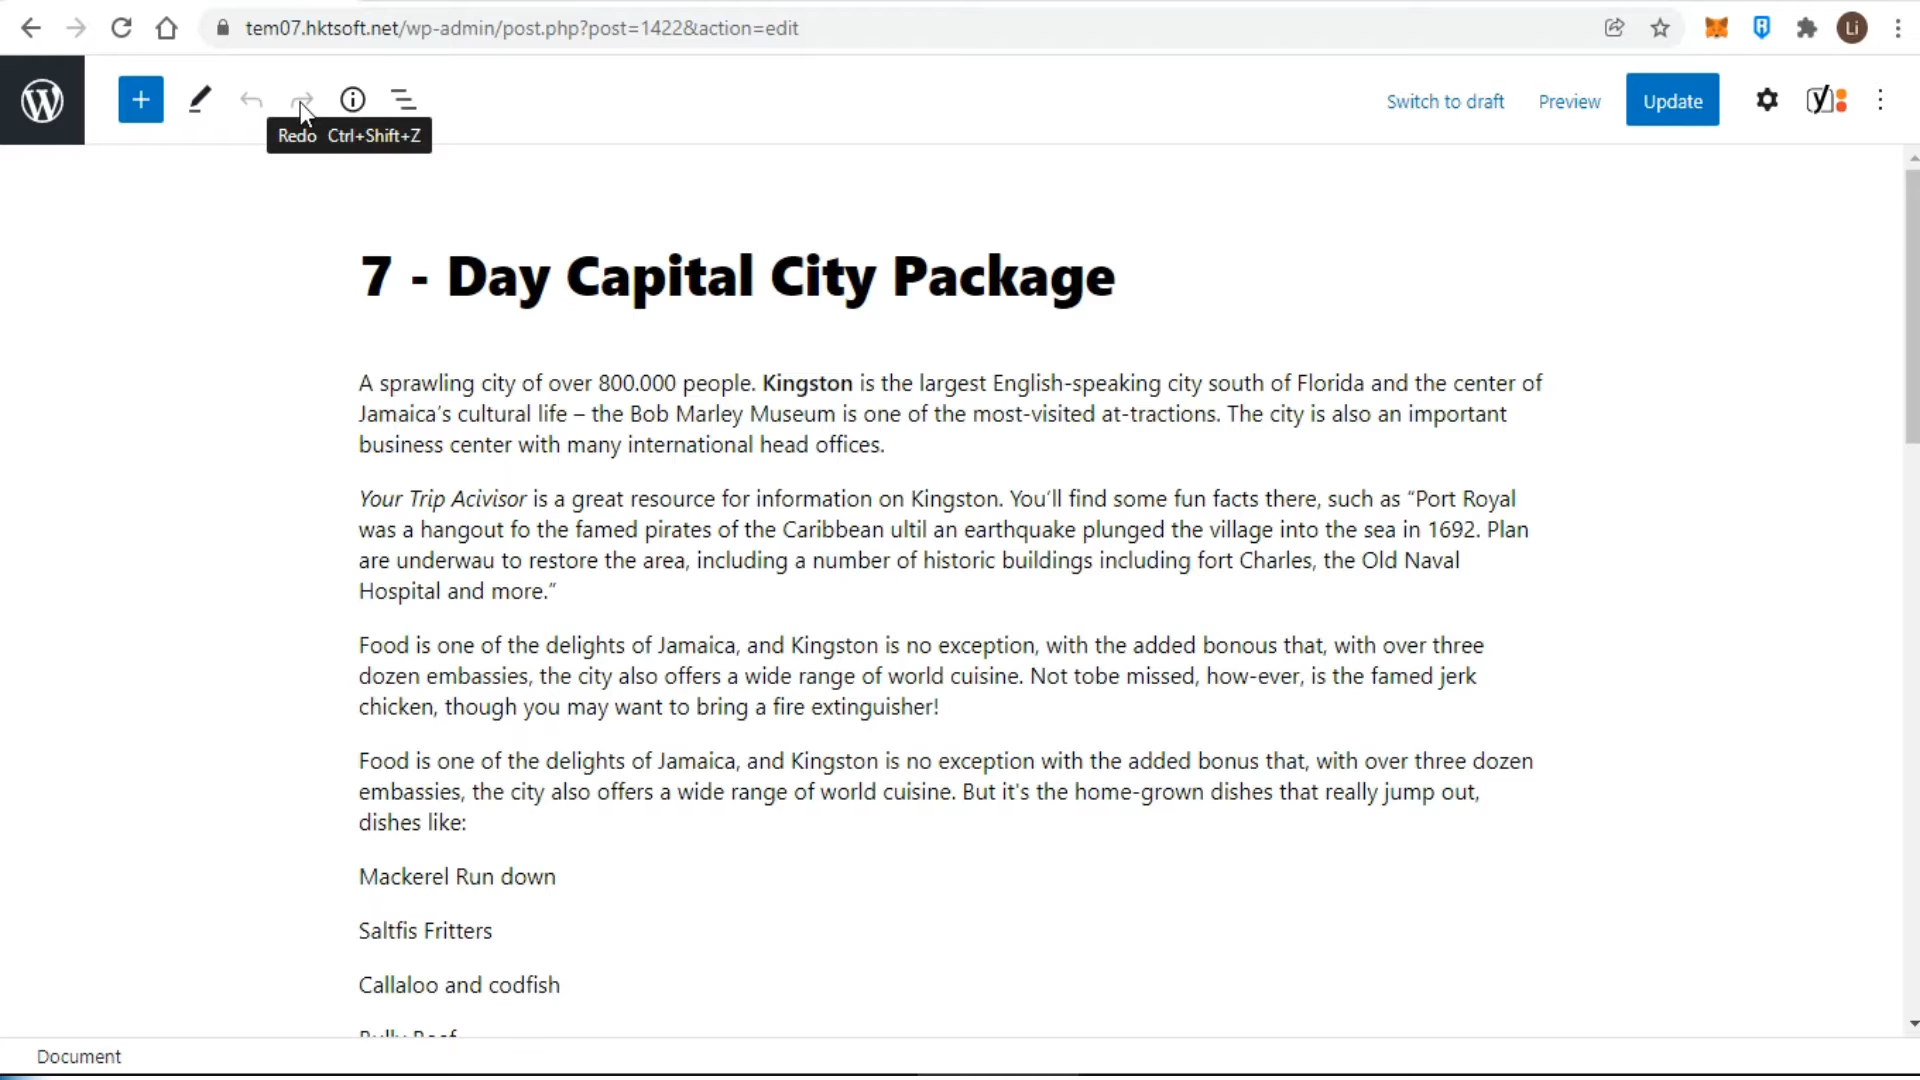 tem07.hktsoft.net/wp-admin/post.php?post=1422&action=edit
Li
Switch to draft Preview Update
Redo Ctrl+Shift+Z
7 - Day Capital City Package
A sprawling city of over 800.000 people. Kingston is the largest English-speaking city south of Florida and the center of
Jamaica’s cultural life – the Bob Marley Museum is one of the most-visited at-tractions. The city is also an important
business center with many international head offices.
Your Trip Acivisor is a great resource for information on Kingston. You’ll find some fun facts there, such as “Port Royal
was a hangout fo the famed pirates of the Caribbean ultil an earthquake plunged the village into the sea in 1692. Plan
are underwau to restore the area, including a number of historic buildings including fort Charles, the Old Naval
Hospital and more.”
Food is one of the delights of Jamaica, and Kingston is no exception, with the added bonous that, with over three
dozen embassies, the city also offers a wide range of world cuisine. Not tobe missed, how-ever, is the famed jerk
chicken, though you may want to bring a fire extinguisher!
Food is one of the delights of Jamaica, and Kingston is no exception with the added bonus that, with over three dozen
embassies, the city also offers a wide range of world cuisine. But it's the home-grown dishes that really jump out,
dishes like:
Mackerel Run down
Saltfis Fritters
Callaloo and codfish
Bully Beef
Document